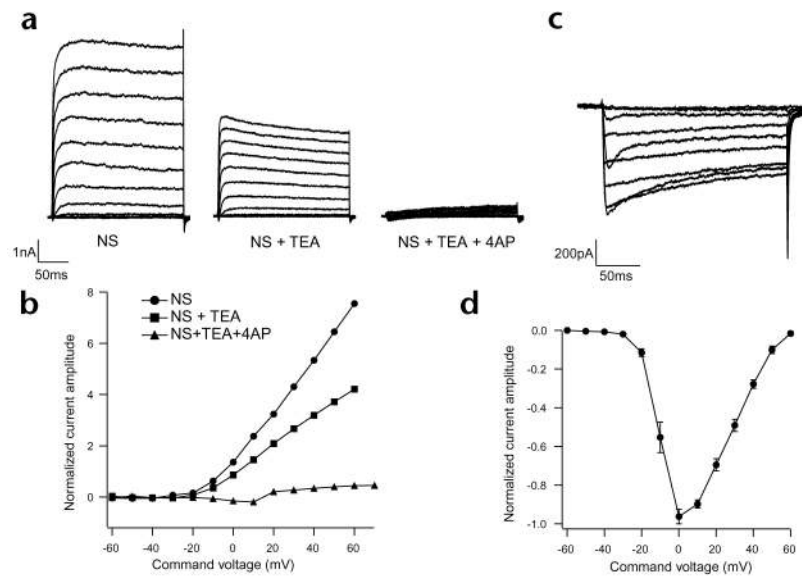 a
1nA
50ms
NS
NS + TEA
NS + TEA + 4AP
c
200pA
50ms
b
Normalized current amplitude
8
6
4
2
0
NS
NS + TEA
NS+TEA+4AP
-60 -40 -20 0 20 40 60
Command voltage (mV)
d
Normalized current amplitude
0.0
-0.2
-0.4
-0.6
-0.8
-1.0
-60 -40 -20 0 20 40 60
Command voltage (mV)